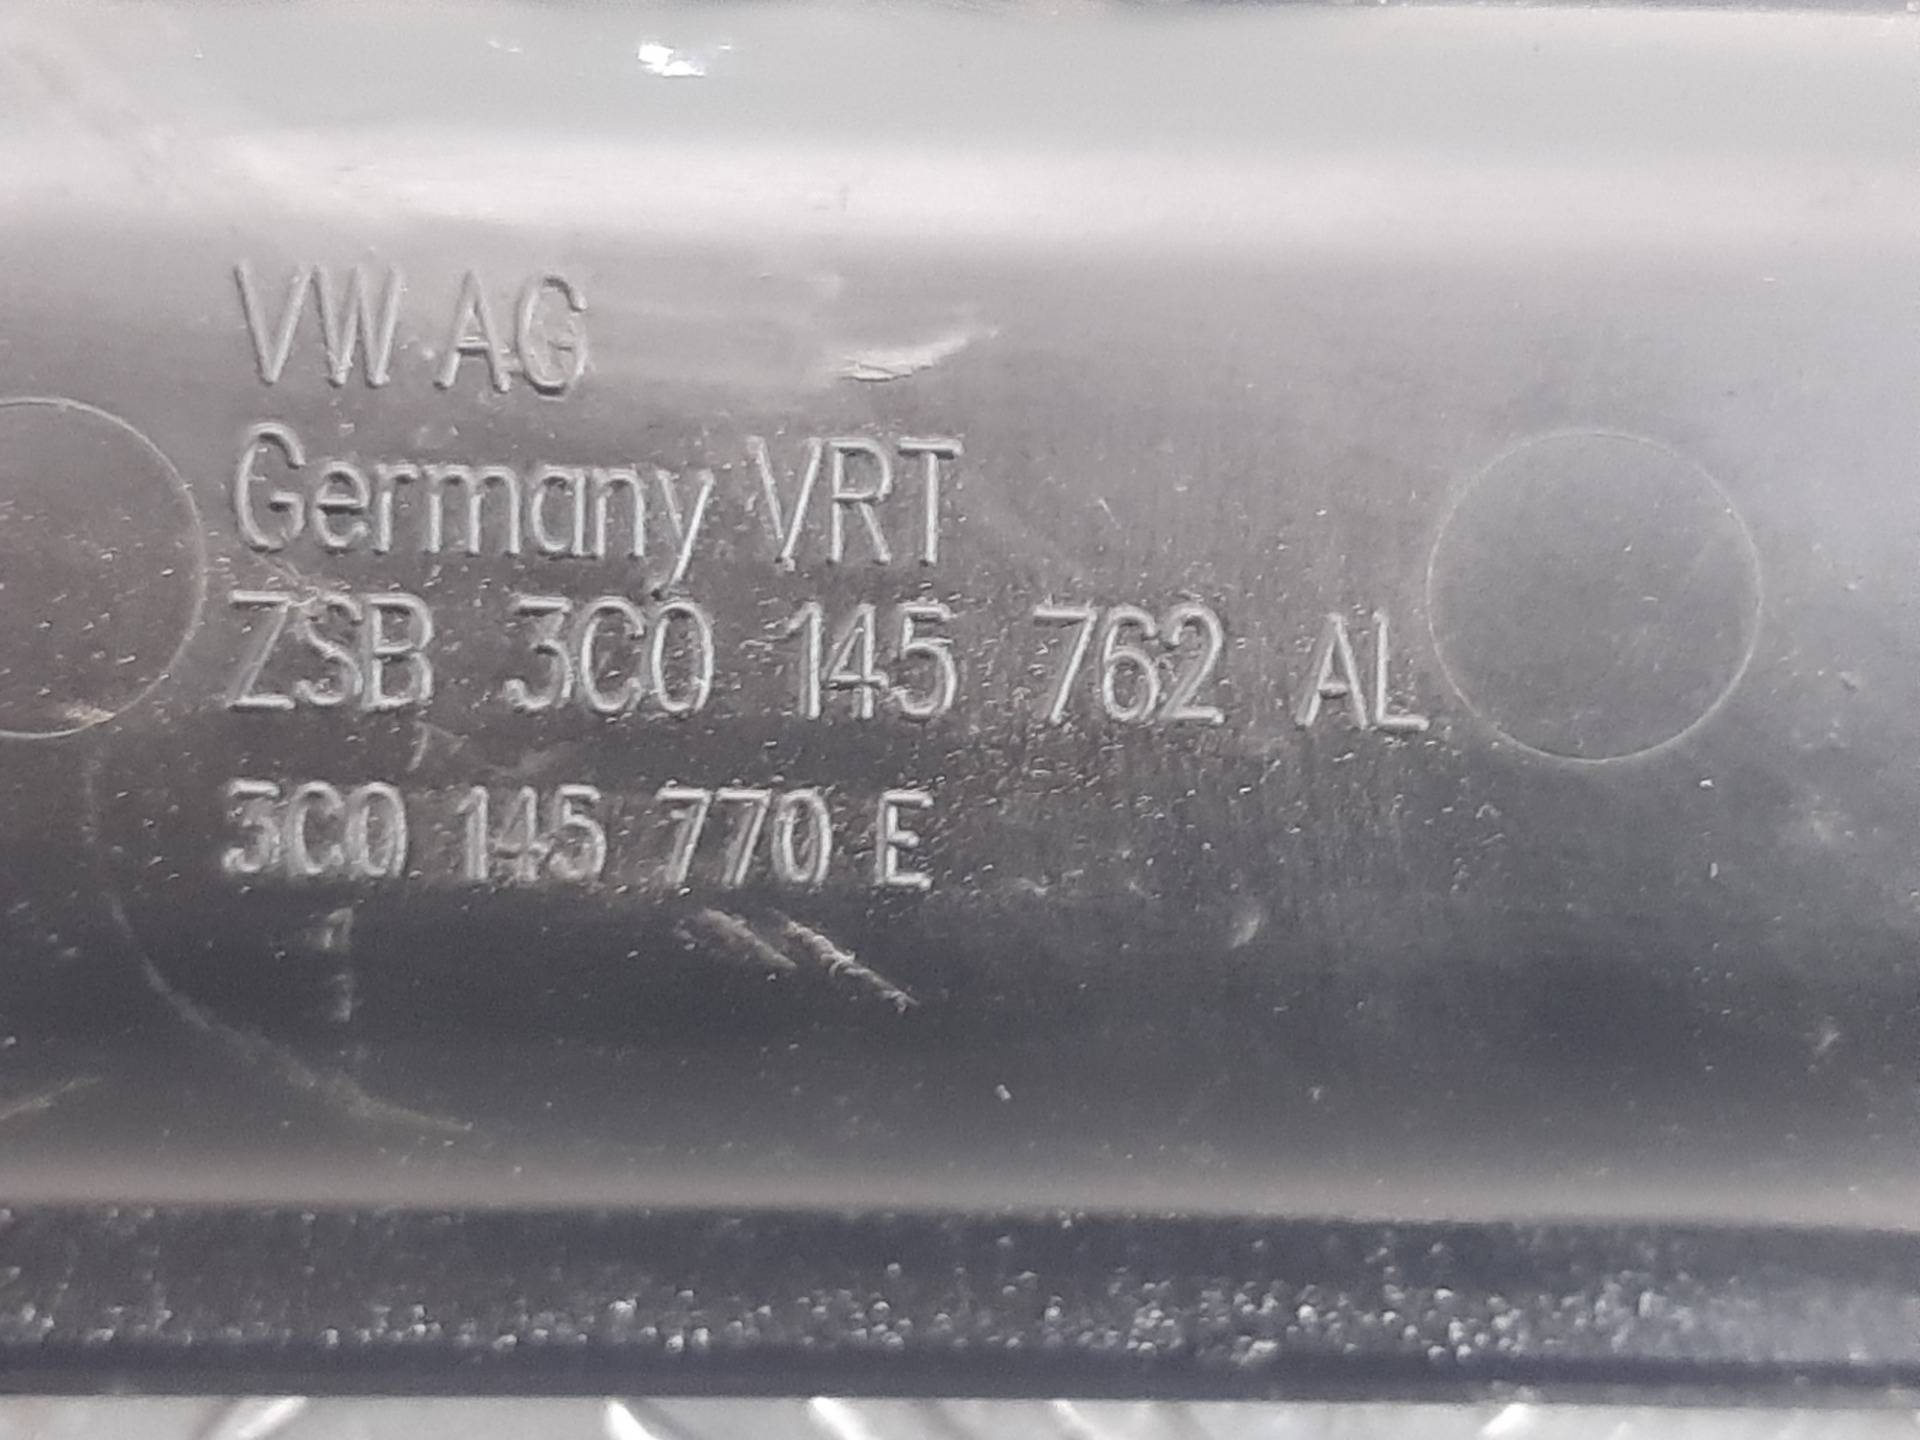 VW AG
Germany VRT
ZSB 3C0 145 762 AL
3C0 145 770 E